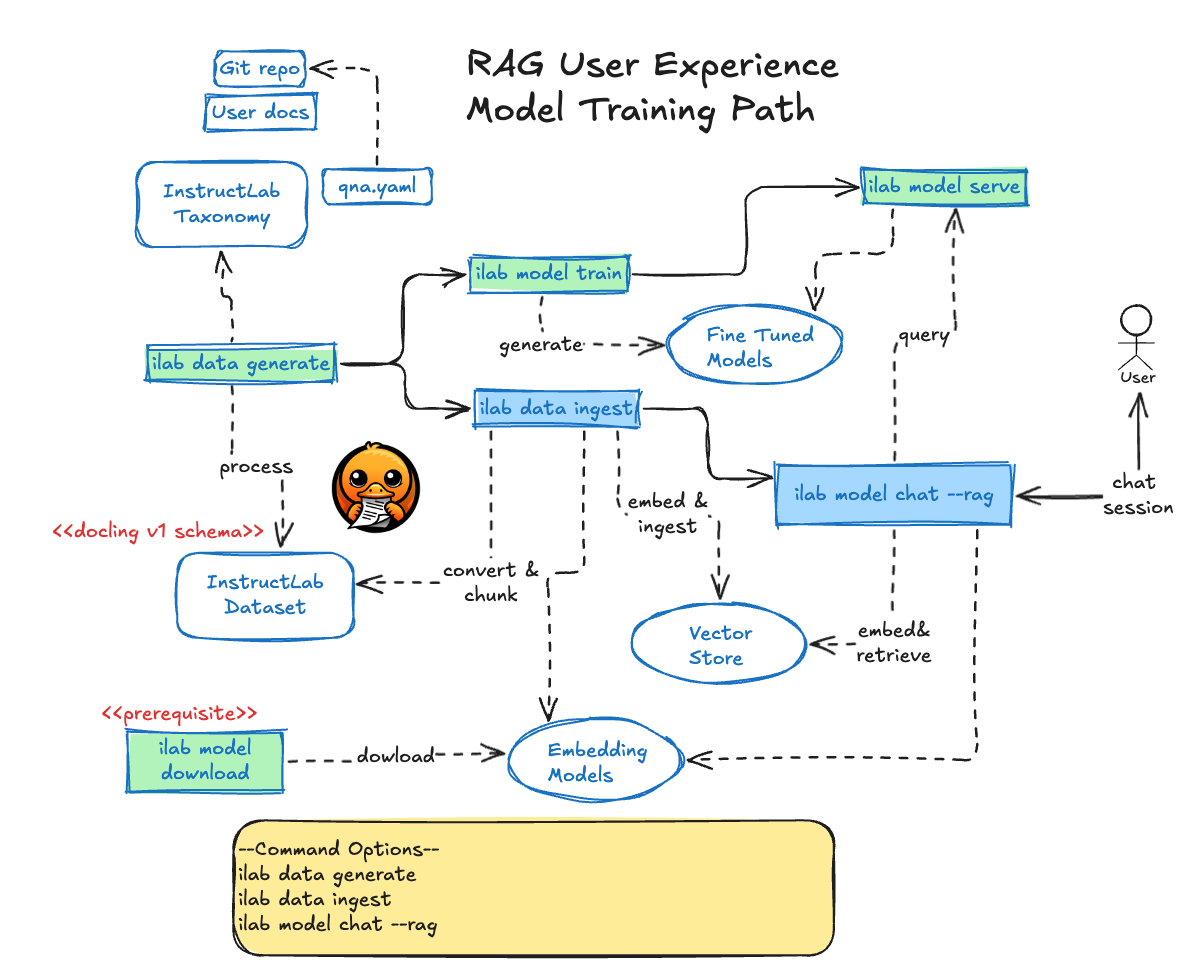 RAG User Experience
Model Training Path
Git repo
User docs
InstructLab
Taxonomy
qna.yaml
ilab model serve
ilab model train
generate
Fine Tuned
Models
query
User
ilab data generate
ilab data ingest
process
embed &
ingest
ilab model chat --rag
chat
session
<<docling v1 schema>>
InstructLab
Dataset
convert &
chunk
Vector
Store
embed&
retrieve
<<prerequisite>>
ilab model
download
dowload
Embedding
Models
--Command Options--
ilab data generate
ilab data ingest
ilab model chat --rag